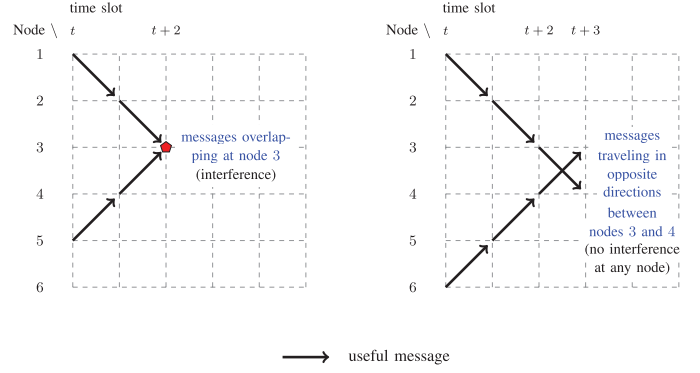 time slot
Node \ t t + 2
1
2
3
4
5
6
messages overlap-
ping at node 3
(interference)
time slot
Node \ t t + 2 t + 3
1
2
3
4
5
6
messages
traveling in
opposite
directions
between
nodes 3 and 4
(no interference
at any node)
useful message